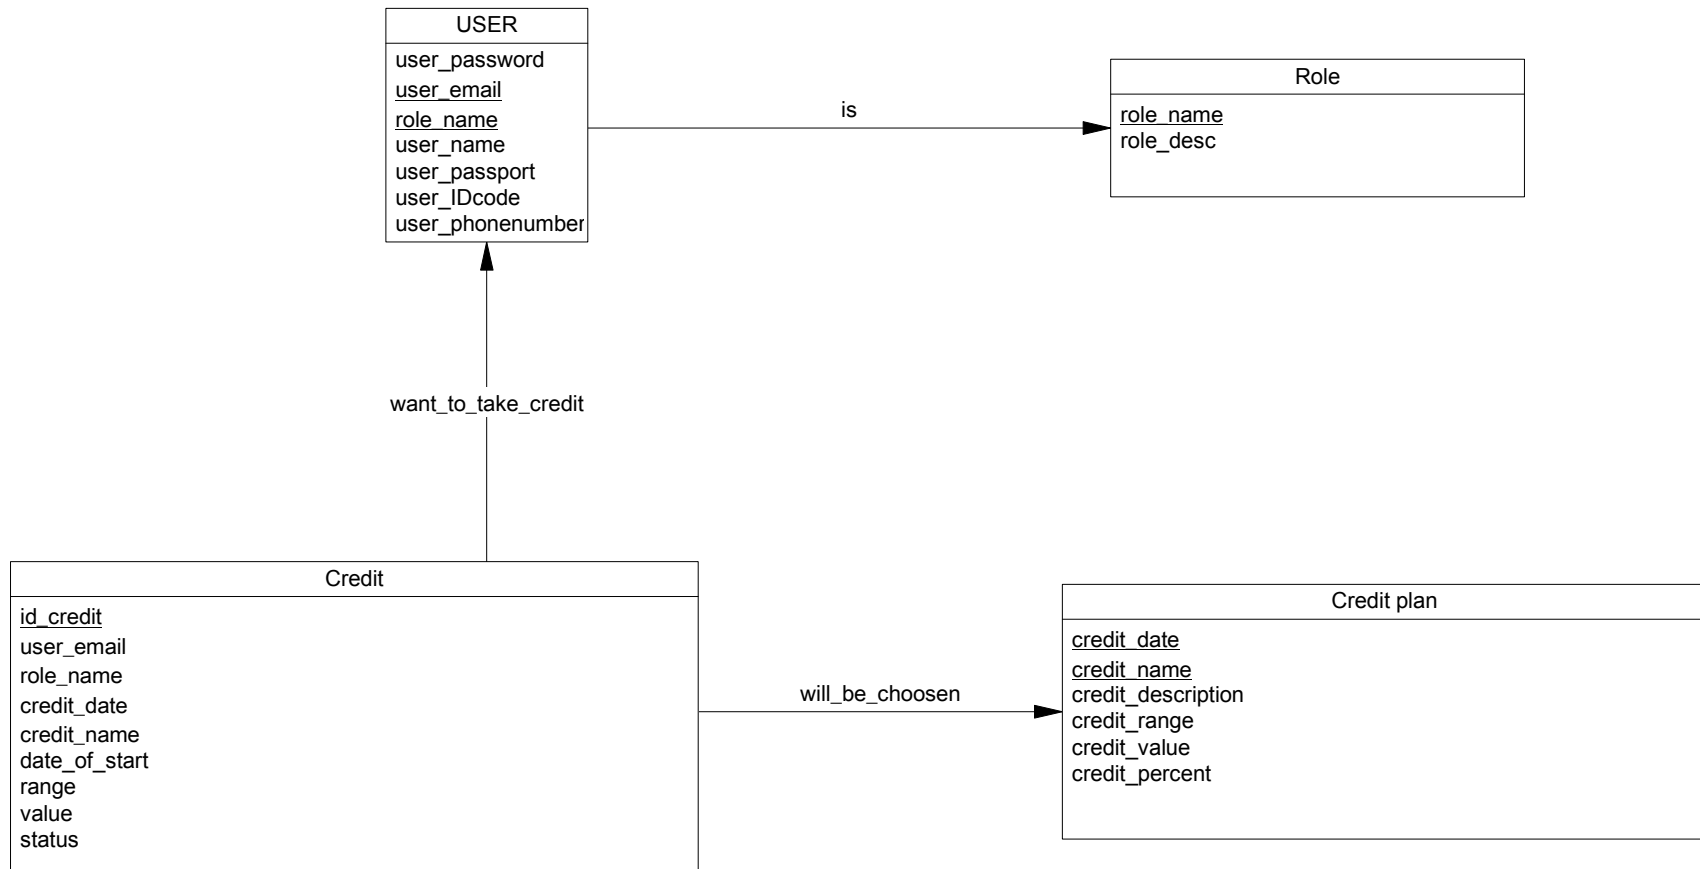 USER
user_password
user_email
role_name
user_name
user_passport
user_IDcode
user_phonenumber
is
Role
role_name
role_desc
want_to_take_credit
Credit
id_credit
user_email
role_name
credit_date
credit_name
date_of_start
range
value
status
will_be_choosen
Credit plan
credit_date
credit_name
credit_description
credit_range
credit_value
credit_percent